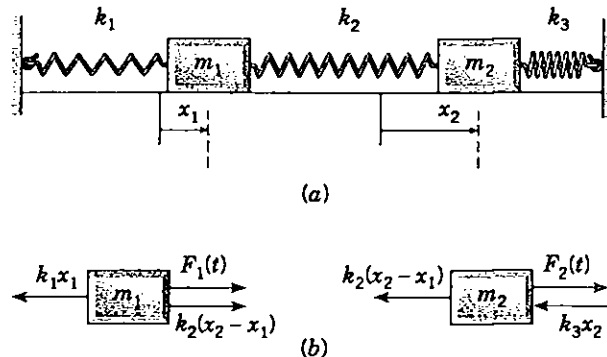 k₁ k₂ k₃
m₁ m₂
x₁ x₂
(a)
k₁x₁ F₁(t) k₂(x₂ − x₁) F₂(t)
m₁ m₂
k₂(x₂ − x₁) k₃x₂
(b)